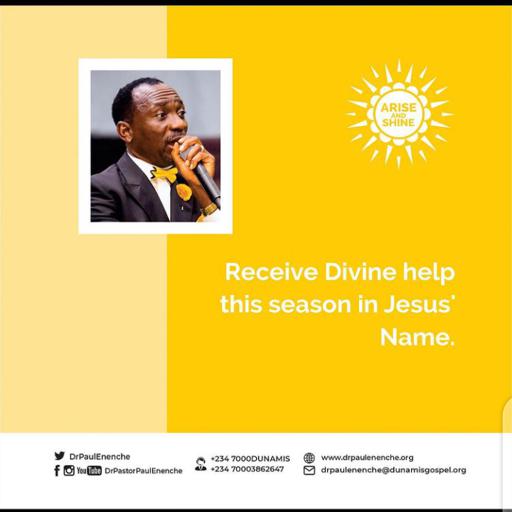 ARISE
AND
SHINE
Receive Divine help
this season in Jesus'
Name.
DrPaulEnenche
YouTube DrPastorPaulEnenche
+234 7000DUNAMIS
+234 70003862647
www.drpaulenenche.org
drpaulenenche@dunamisgospel.org